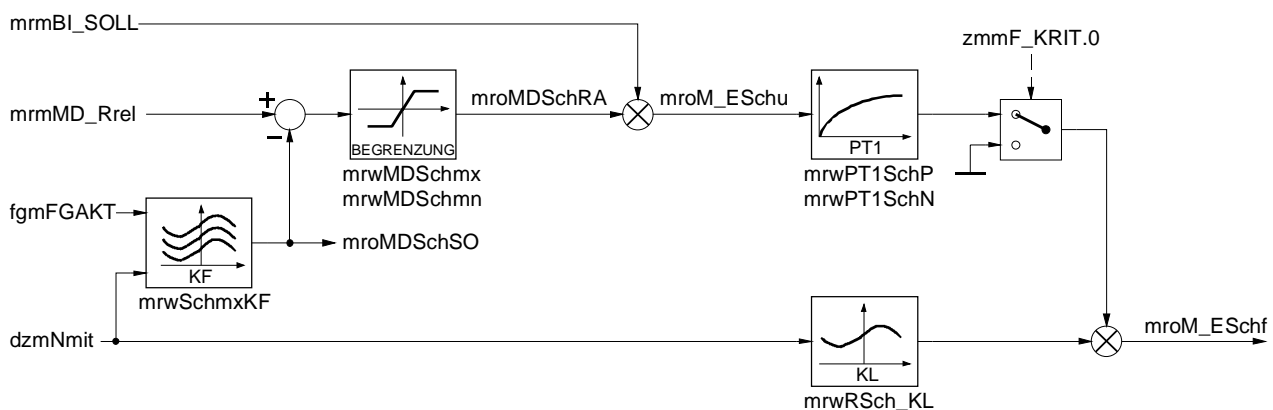 mrmBI_SOLL
zmmF_KRIT.0
mrmMD_Rrel
+
-
BEGRENZUNG
mrwMDSchmx
mrwMDSchmn
mroMDSchRA
mroM_ESchu
PT1
mrwPT1SchP
mrwPT1SchN
fgmFGAKT
KF
mrwSchmxKF
mroMDSchSO
dzmNmit
KL
mrwRSch_KL
mroM_ESchf